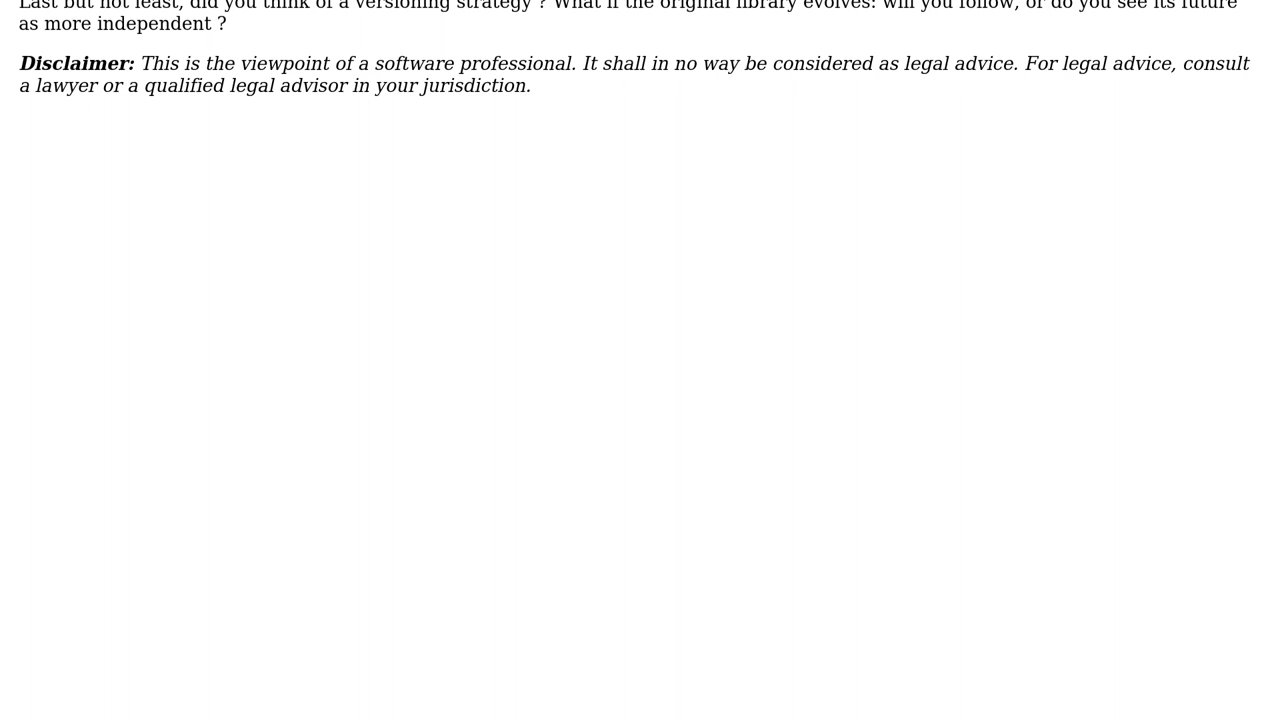 Last but not least, did you think of a versioning strategy ? What if the original library evolves: will you follow, or do you see its future
as more independent ?
Disclaimer: This is the viewpoint of a software professional. It shall in no way be considered as legal advice. For legal advice, consult
a lawyer or a qualified legal advisor in your jurisdiction.